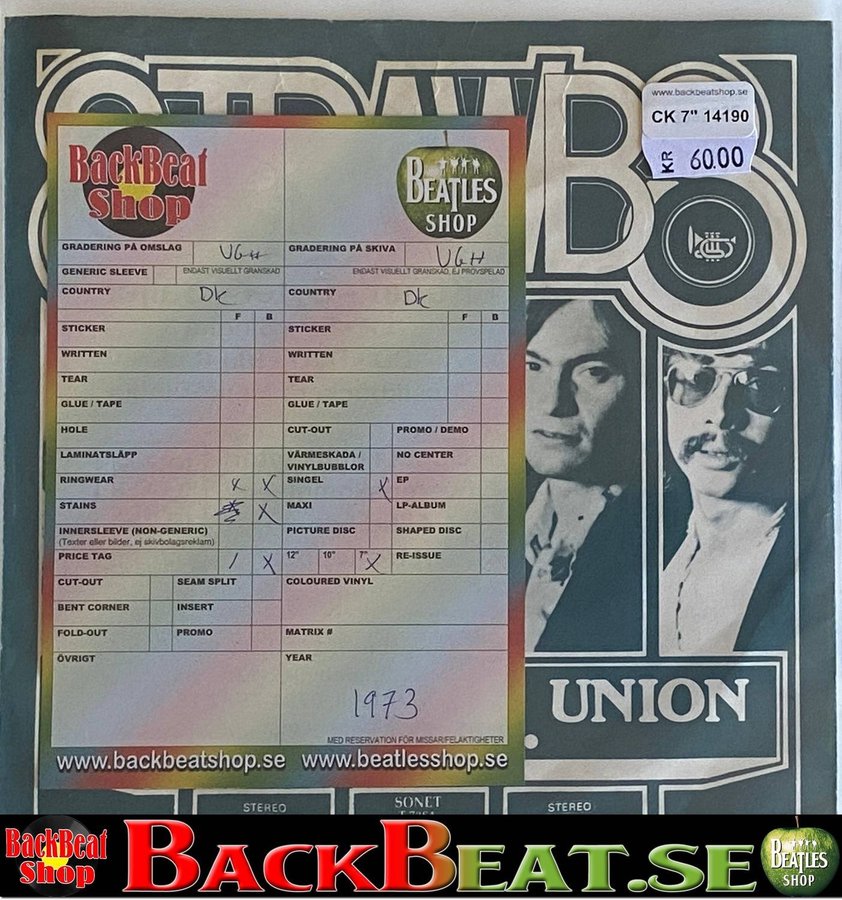 STRAWBS
www.backbeatshop.se
CK 7" 14190
KR 60.00
BackBeat Shop
BEATLES SHOP
GRADERING PÅ OMSLAG VG+
GRADERING PÅ SKIVA VG+
GENERIC SLEEVE
ENDAST VISUELLT GRANSKAD
ENDAST VISUELLT GRANSKAD, EJ PROVSPELAD
COUNTRY DK
COUNTRY DK
F B
F B
STICKER
STICKER
WRITTEN
WRITTEN
TEAR
TEAR
GLUE / TAPE
GLUE / TAPE
HOLE
CUT-OUT
PROMO / DEMO
LAMINATSLÄPP
VÄRMESKADA / VINYLBUBBLOR
NO CENTER
RINGWEAR x x
SINGEL x
EP
STAINS x
MAXI
LP-ALBUM
INNERSLEEVE (NON-GENERIC)
(Texter eller bilder, ej skivbolagsreklam)
PICTURE DISC
SHAPED DISC
PRICE TAG / x
12" 10" 7" x
RE-ISSUE
CUT-OUT
SEAM SPLIT
COLOURED VINYL
BENT CORNER
INSERT
FOLD-OUT
PROMO
MATRIX #
ÖVRIGT
YEAR
1973
MED RESERVATION FÖR MISSAR/FELAKTIGHETER
www.backbeatshop.se www.beatlesshop.se
UNION
STEREO
SONET
STEREO
BackBeat Shop
BACKBEAT.SE
BEATLES SHOP